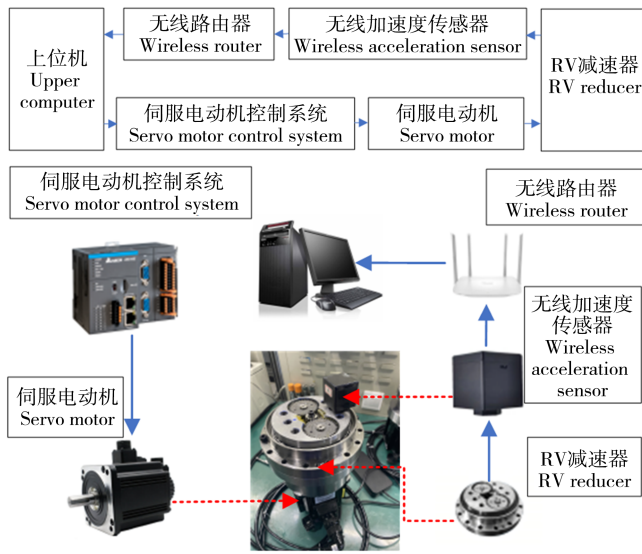 无线路由器
Wireless router
无线加速度传感器
Wireless acceleration sensor
上位机
Upper
computer
RV减速器
RV reducer
伺服电动机控制系统
Servo motor control system
伺服电动机
Servo motor
伺服电动机控制系统
Servo motor control system
无线路由器
Wireless router
无线加速度
传感器
Wireless
acceleration
sensor
伺服电动机
Servo motor
RV减速器
RV reducer